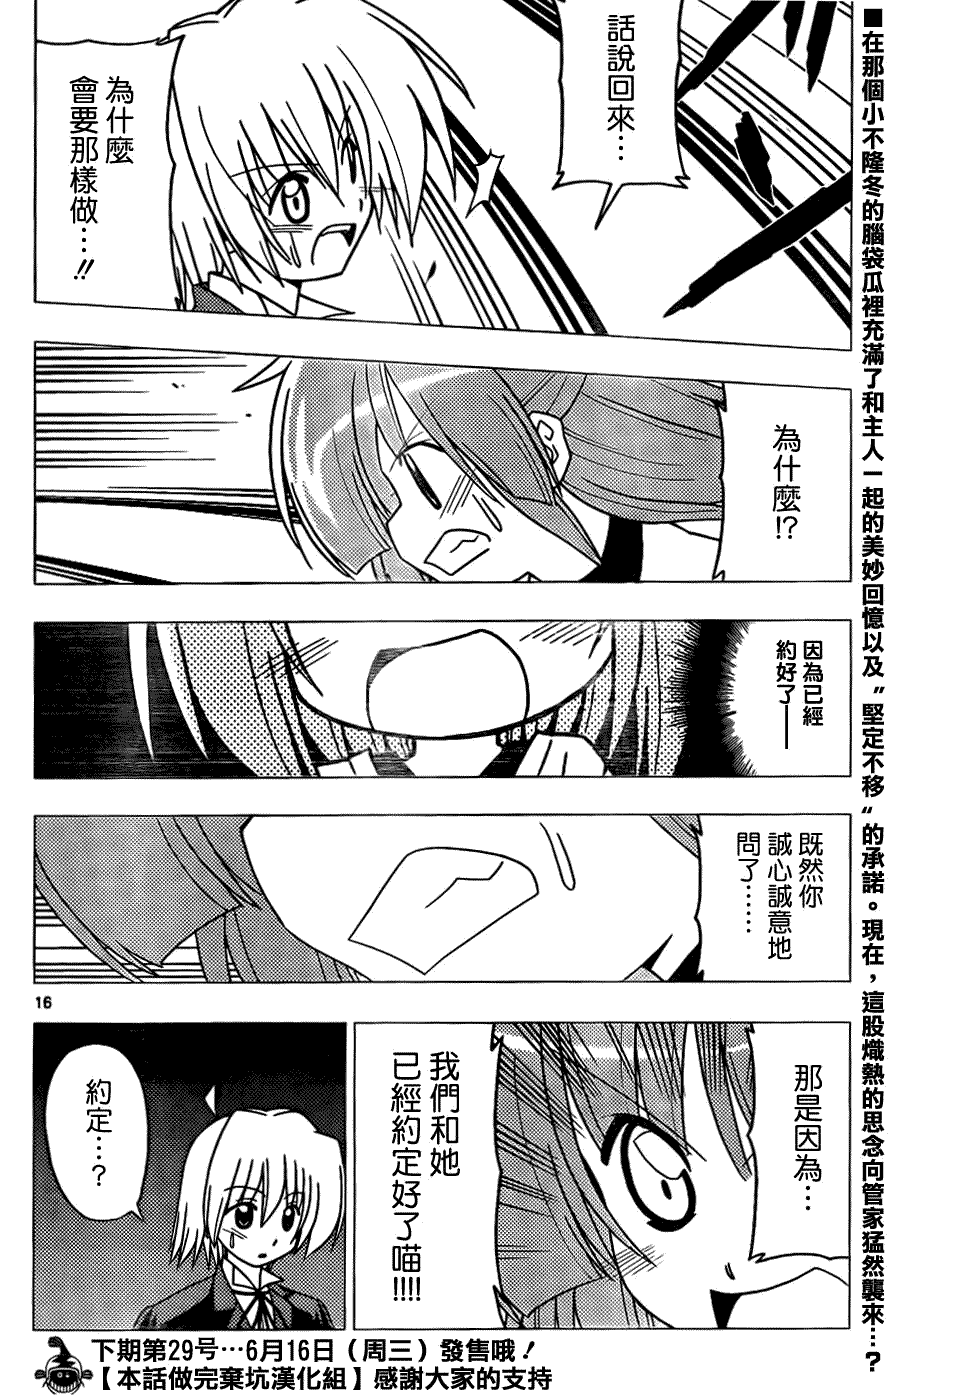 ■在那個小不隆冬的腦袋瓜裡充滿了和主人一起的美妙回憶以及〝堅定不移〞的承諾。現在，這股熾熱的思念向管家猛然襲來…？
話說回來…
為什麼
會要那樣做…!!
為什麼!?
因為已經
約好了——
既然你
誠心誠意地
問了……
16
那是因為…
我們和她
已經約定好了喵!!!!
約定…？
下期第29号…6月16日（周三）發售哦！
【本話做完棄坑漢化組】感謝大家的支持